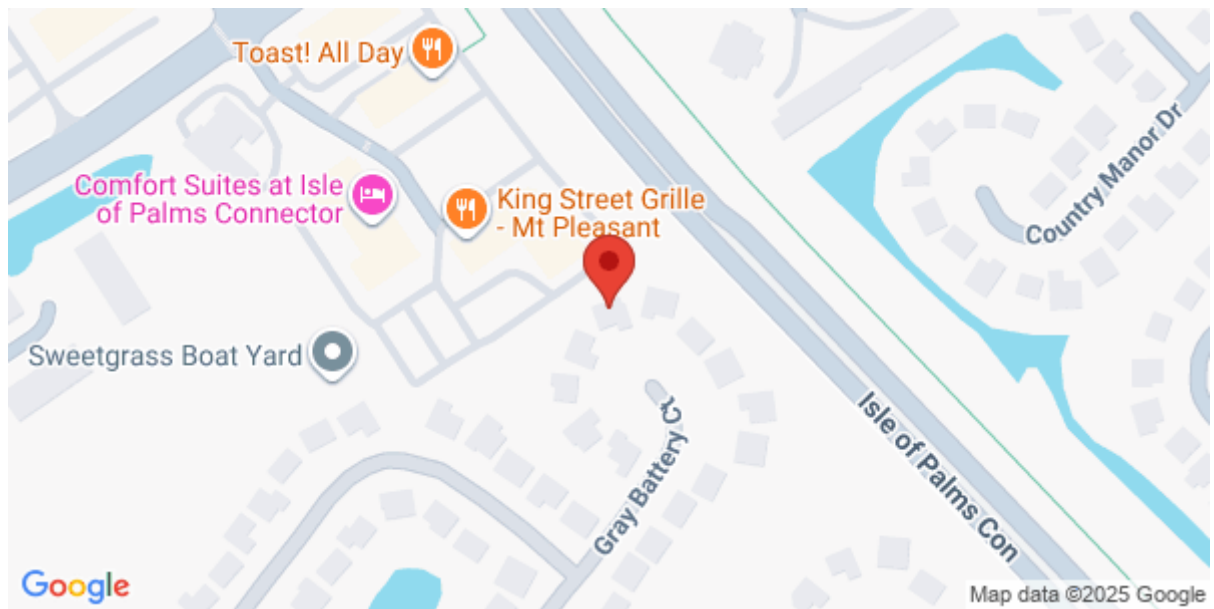 Toast! All Day
Comfort Suites at Isle
of Palms Connector
King Street Grille
- Mt Pleasant
Country Manor Dr
Sweetgrass Boat Yard
Gray Battery Ct
Isle of Palms Con
Google
Map data ©2025 Google